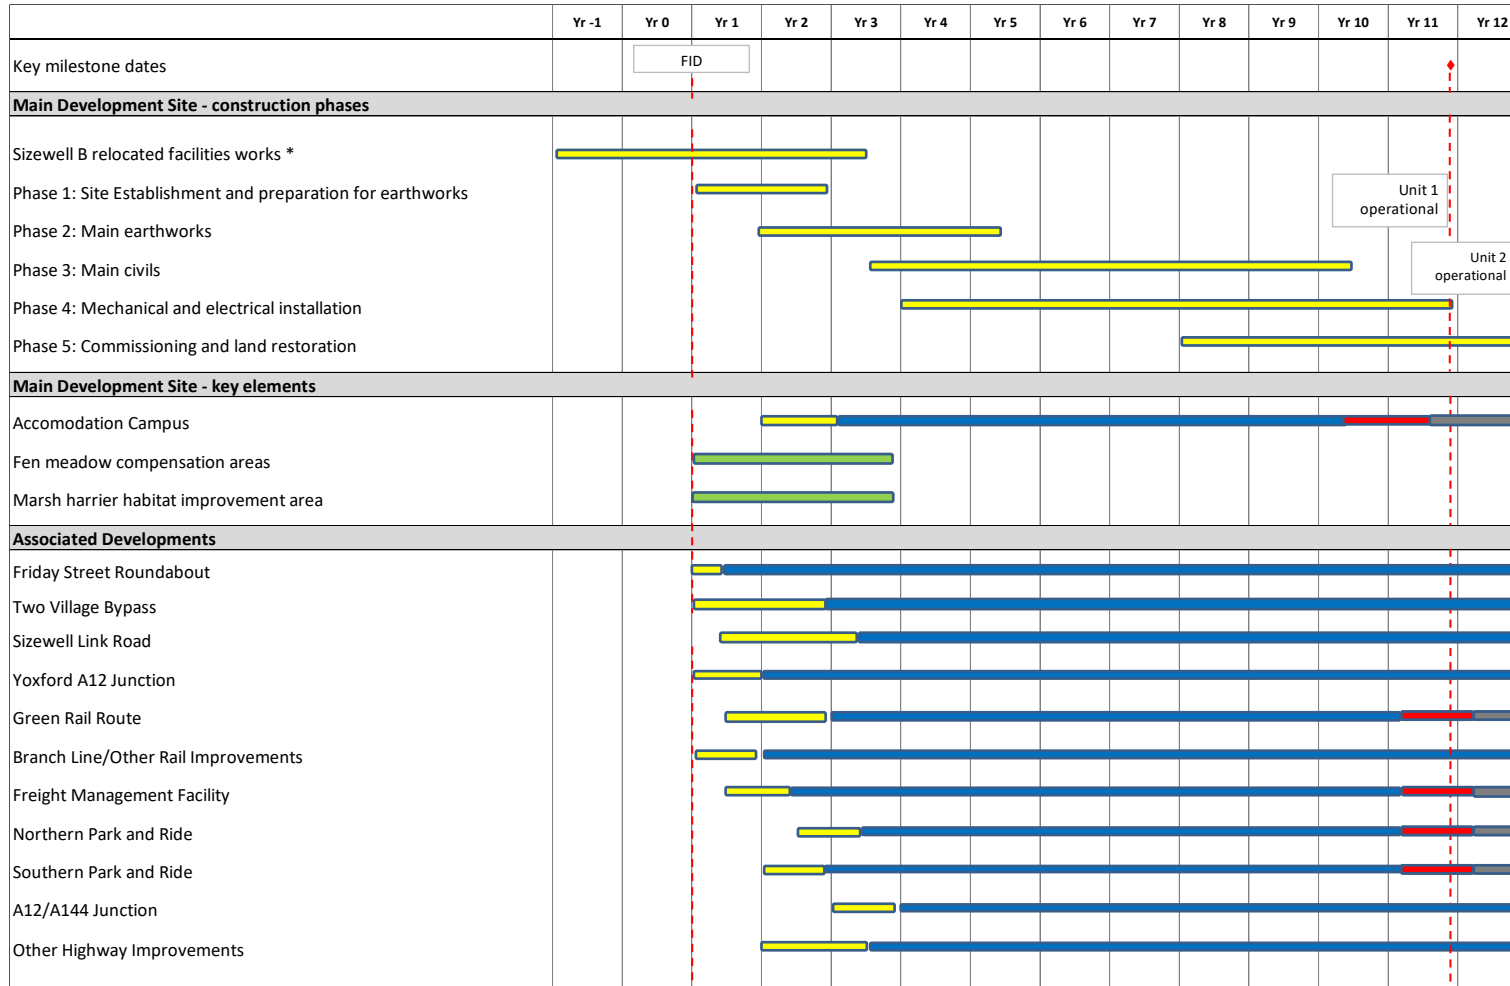 Yr -1 Yr 0 Yr 1 Yr 2 Yr 3 Yr 4 Yr 5 Yr 6 Yr 7 Yr 8 Yr 9 Yr 10 Yr 11 Yr 12
Key milestone dates
FID
Main Development Site - construction phases
Sizewell B relocated facilities works *
Phase 1: Site Establishment and preparation for earthworks
Unit 1
operational
Phase 2: Main earthworks
Phase 3: Main civils
Unit 2
operational
Phase 4: Mechanical and electrical installation
Phase 5: Commissioning and land restoration
Main Development Site - key elements
Accomodation Campus
Fen meadow compensation areas
Marsh harrier habitat improvement area
Associated Developments
Friday Street Roundabout
Two Village Bypass
Sizewell Link Road
Yoxford A12 Junction
Green Rail Route
Branch Line/Other Rail Improvements
Freight Management Facility
Northern Park and Ride
Southern Park and Ride
A12/A144 Junction
Other Highway Improvements